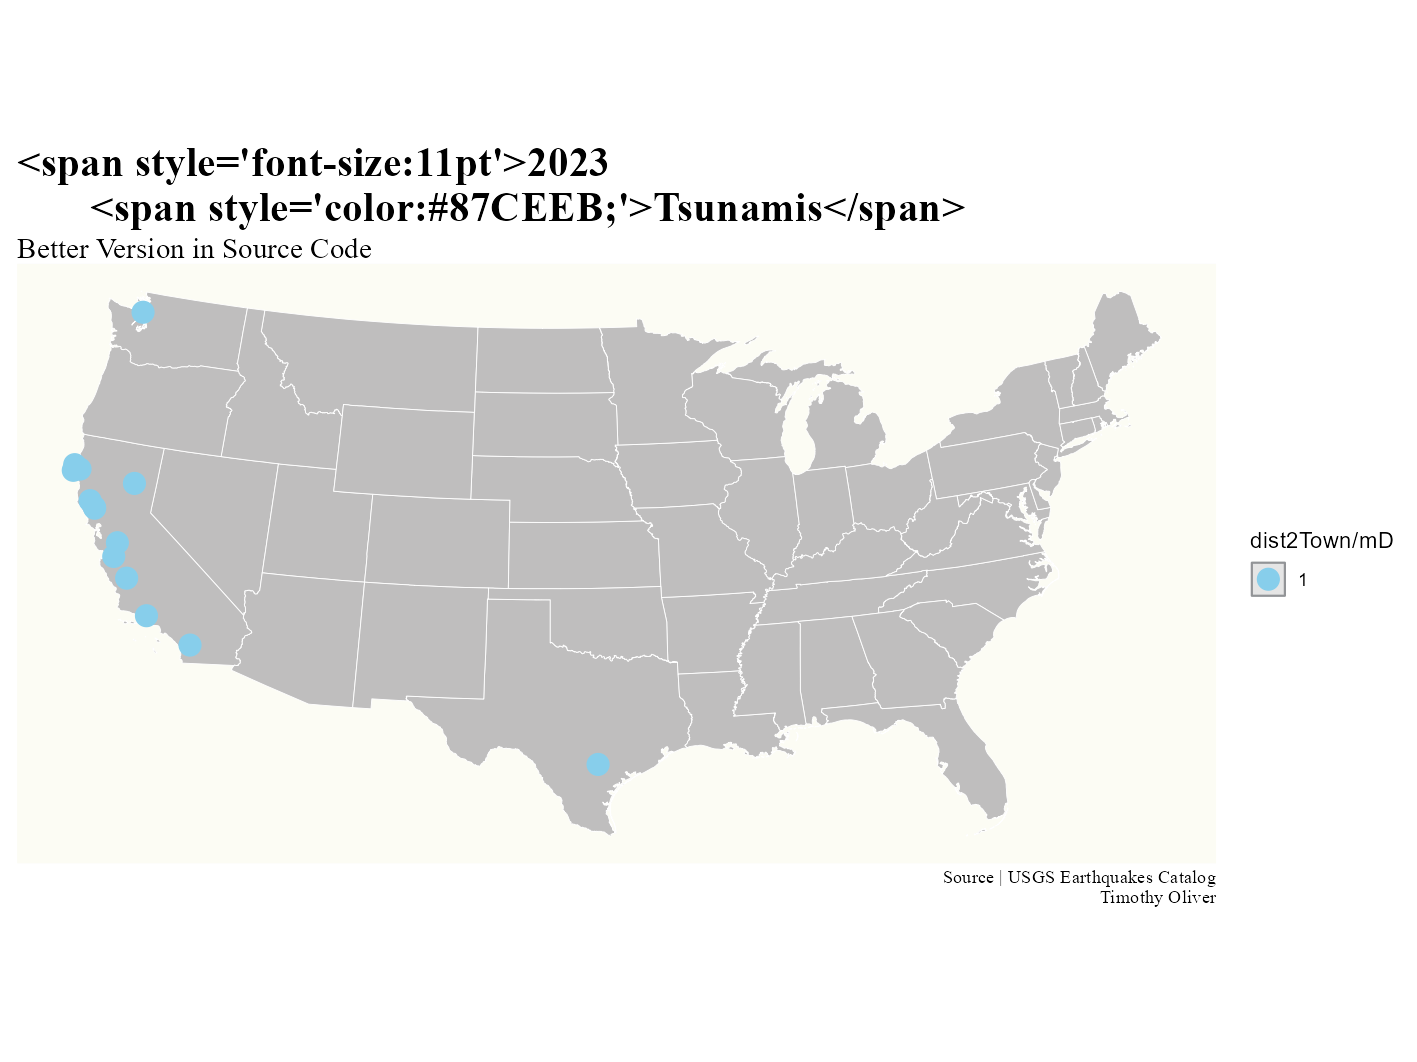 <span style='font-size:11pt'>2023
<span style='color:#87CEEB;'>Tsunamis</span>
Better Version in Source Code
dist2Town/mD
1
Source | USGS Earthquakes Catalog
Timothy Oliver